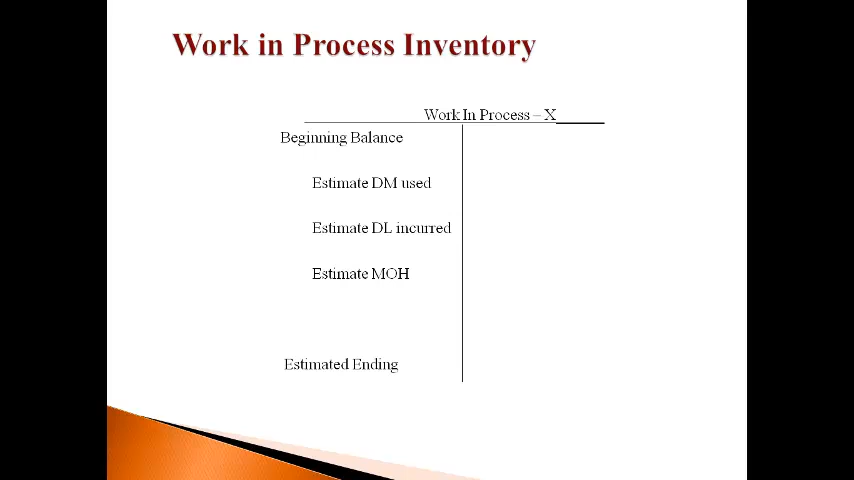 Work in Process Inventory
Work In Process – X
Beginning Balance
Estimate DM used
Estimate DL incurred
Estimate MOH
Estimated Ending